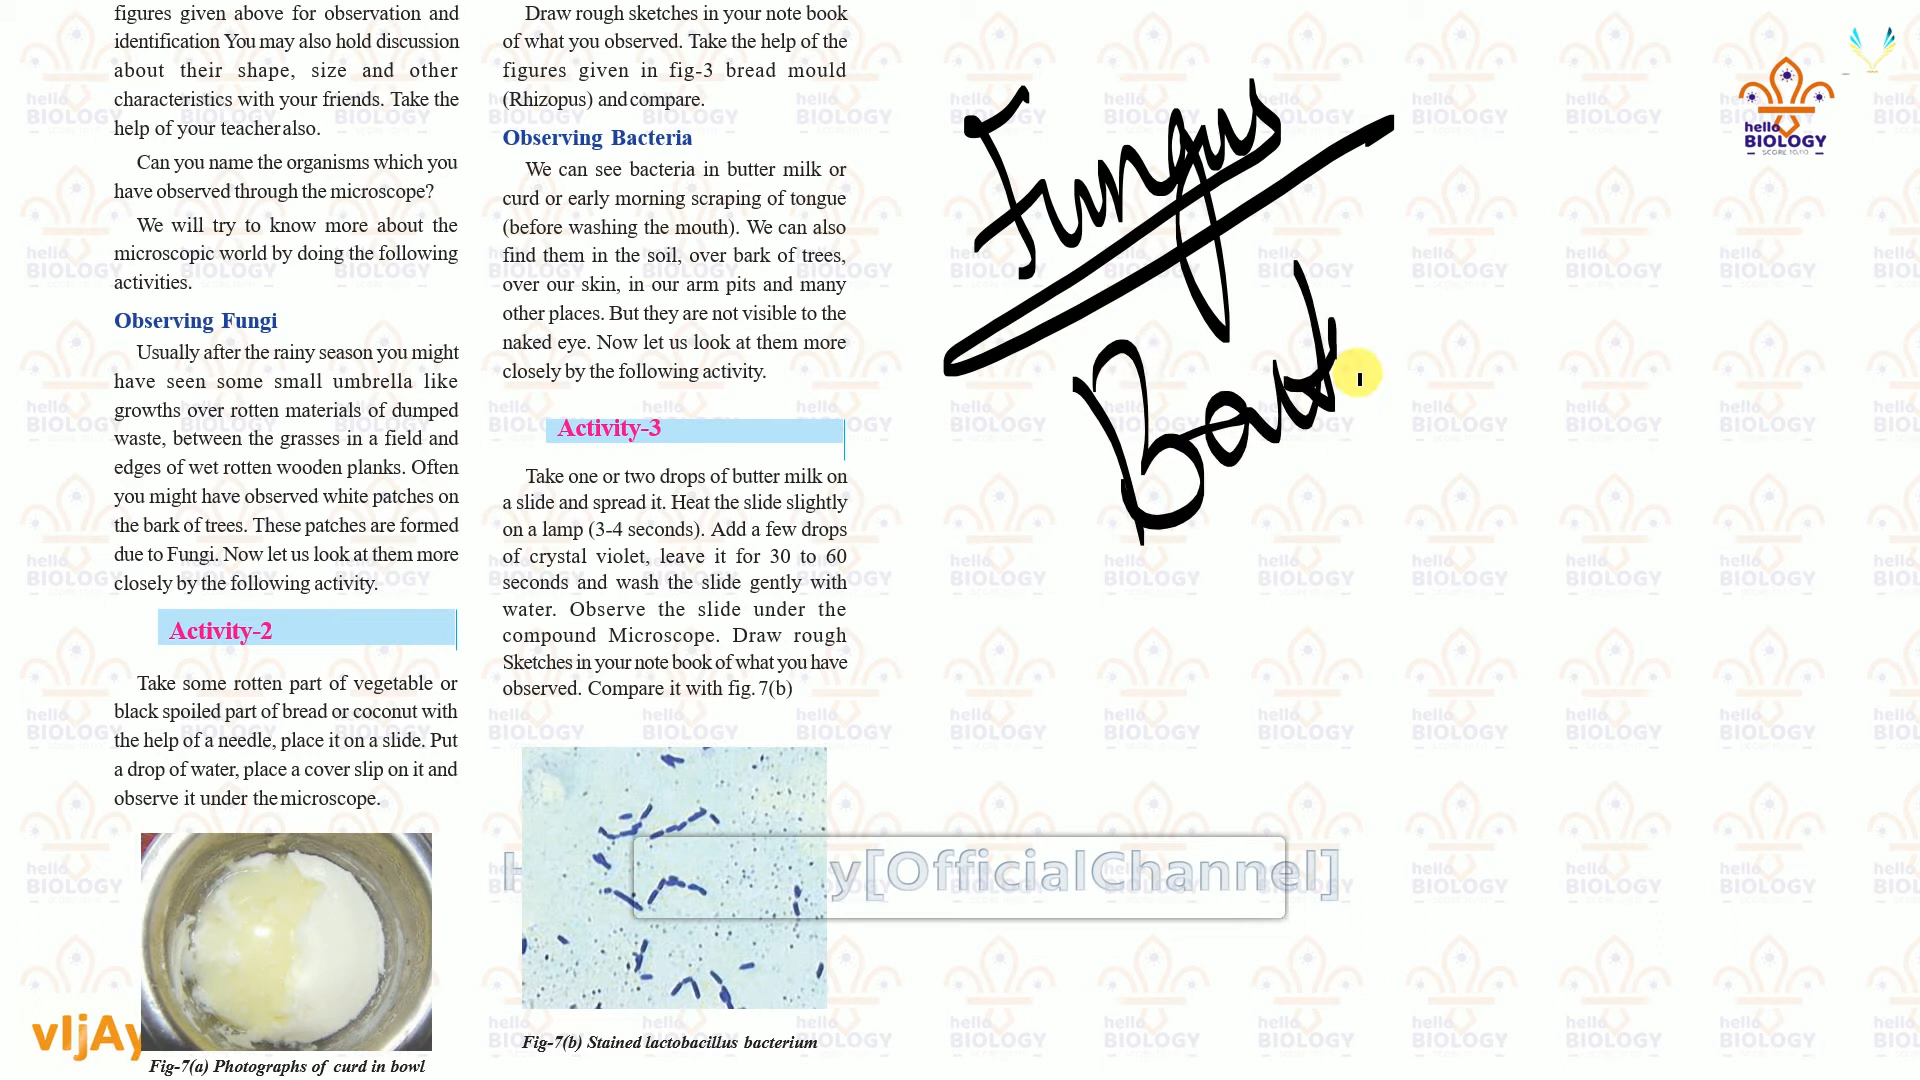 figures given above for observation and
identification You may also hold discussion
about their shape, size and other
characteristics with your friends. Take the
help of your teacher also.
Can you name the organisms which you
have observed through the microscope?
We will try to know more about the
microscopic world by doing the following
activities.
Observing Fungi
Usually after the rainy season you might
have seen some small umbrella like
growths over rotten materials of dumped
waste, between the grasses in a field and
edges of wet rotten wooden planks. Often
you might have observed white patches on
the bark of trees. These patches are formed
due to Fungi. Now let us look at them more
closely by the following activity.
Activity-2
Take some rotten part of vegetable or
black spoiled part of bread or coconut with
the help of a needle, place it on a slide. Put
a drop of water, place a cover slip on it and
observe it under the microscope.
Fig-7(a) Photographs of curd in bowl
Draw rough sketches in your note book
of what you observed. Take the help of the
figures given in fig-3 bread mould
(Rhizopus) and compare.
Observing Bacteria
We can see bacteria in butter milk or
curd or early morning scraping of tongue
(before washing the mouth). We can also
find them in the soil, over bark of trees,
over our skin, in our arm pits and many
other places. But they are not visible to the
naked eye. Now let us look at them more
closely by the following activity.
Activity-3
Take one or two drops of butter milk on
a slide and spread it. Heat the slide slightly
on a lamp (3-4 seconds). Add a few drops
of crystal violet, leave it for 30 to 60
seconds and wash the slide gently with
water. Observe the slide under the
compound Microscope. Draw rough
Sketches in your note book of what you have
observed. Compare it with fig. 7(b)
Fig-7(b) Stained lactobacillus bacterium
Fungus
Bact
hello
BIOLOGY
SCORE 10/10
y[OfficialChannel]
vIjAy